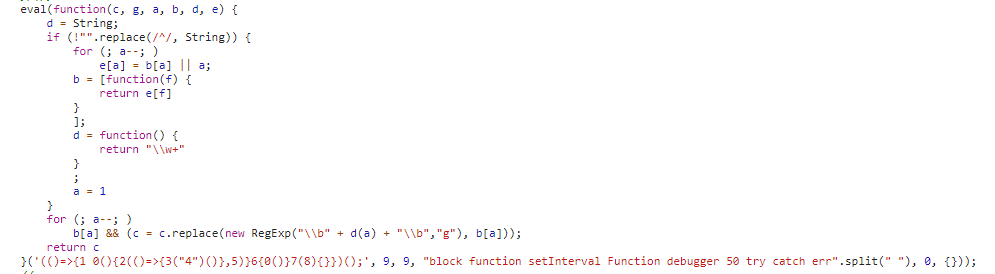 eval(function(c, g, a, b, d, e) {
    d = String;
    if (!"".replace(/^/, String)) {
        for (; a--; )
            e[a] = b[a] || a;
        b = [function(f) {
            return e[f]
        }
        ];
        d = function() {
            return "\\w+"
        }
        ;
        a = 1
    }
    for (; a--; )
        b[a] && (c = c.replace(new RegExp("\\b" + d(a) + "\\b","g"), b[a]));
    return c
}('(()=>{1 0(){2(()=>{3("4")()},5)}6{0()}7(8){}})();', 9, 9, "block function setInterval Function debugger 50 try catch err".split(" "), 0, {}));